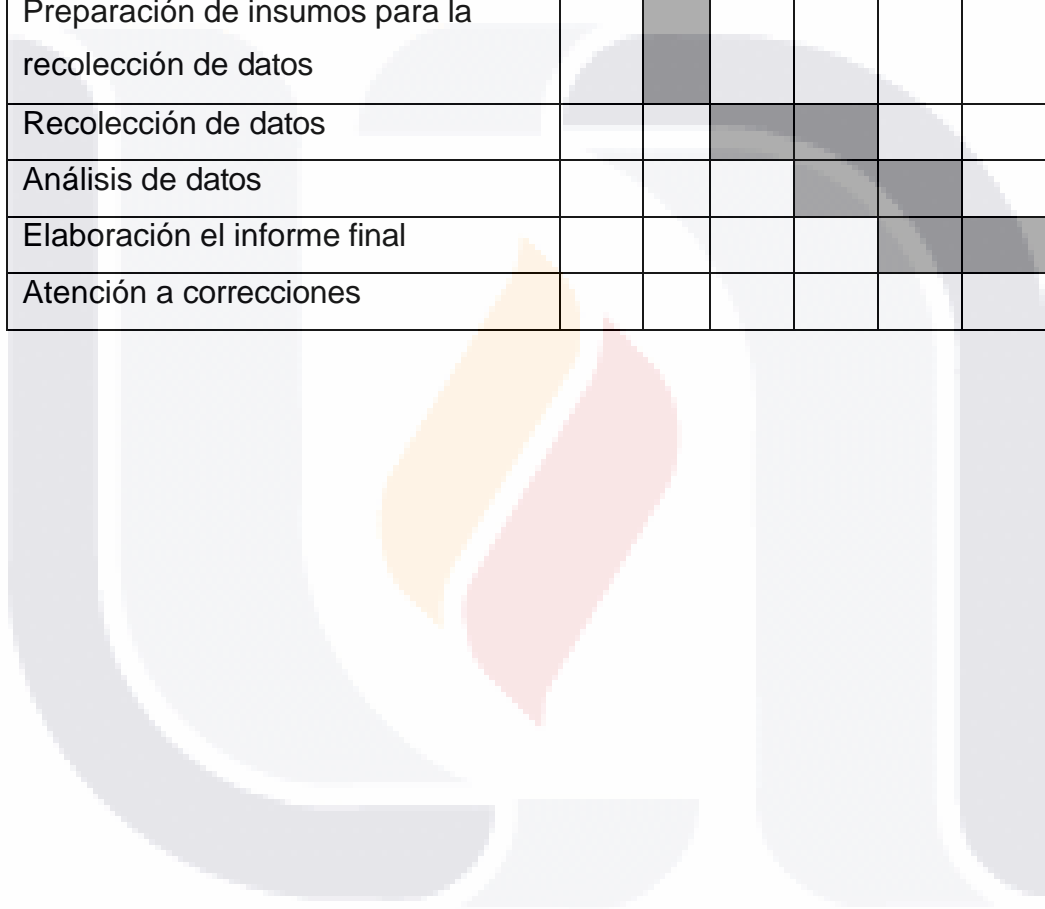 Preparación de insumos para la
recolección de datos
Recolección de datos
Análisis de datos
Elaboración el informe final
Atención a correcciones